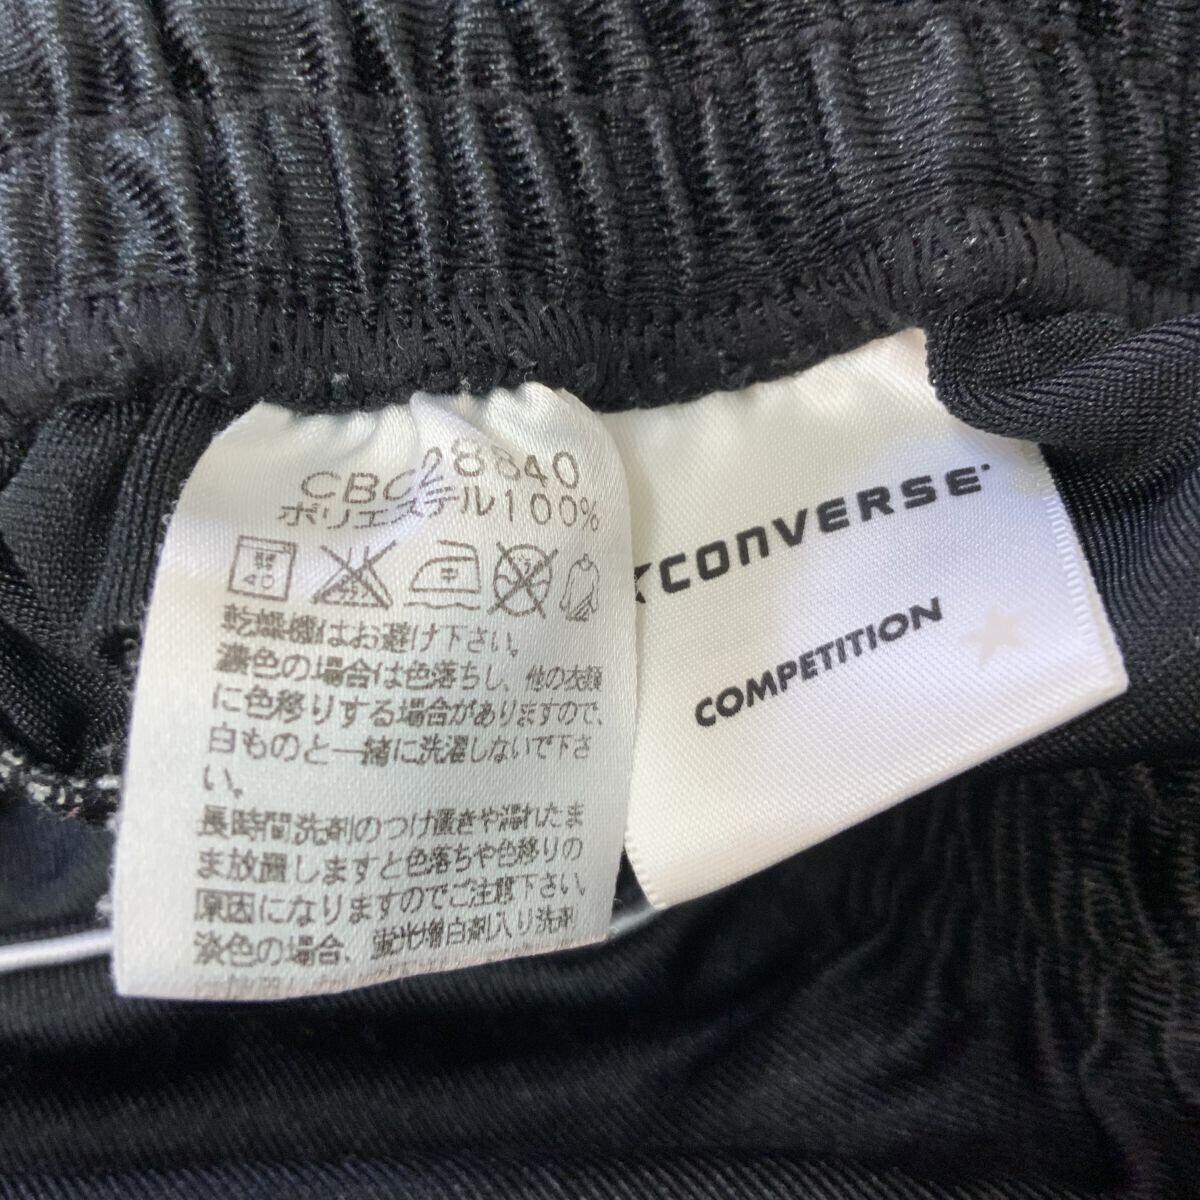 CBC28840
ポリエステル100%
弱
40
中
乾燥機はお避け下さい。
濃色の場合は色落ちし、他の衣類
に色移りする場合がありますので、
白ものと一緒に洗濯しないで下さ
い。
長時間洗剤のつけ置きや濡れたま
ま放置しますと色落ちや色移りの
原因になりますのでご注意下さい。
淡色の場合、蛍光増白剤入り洗剤
CONVERSE
COMPETITION